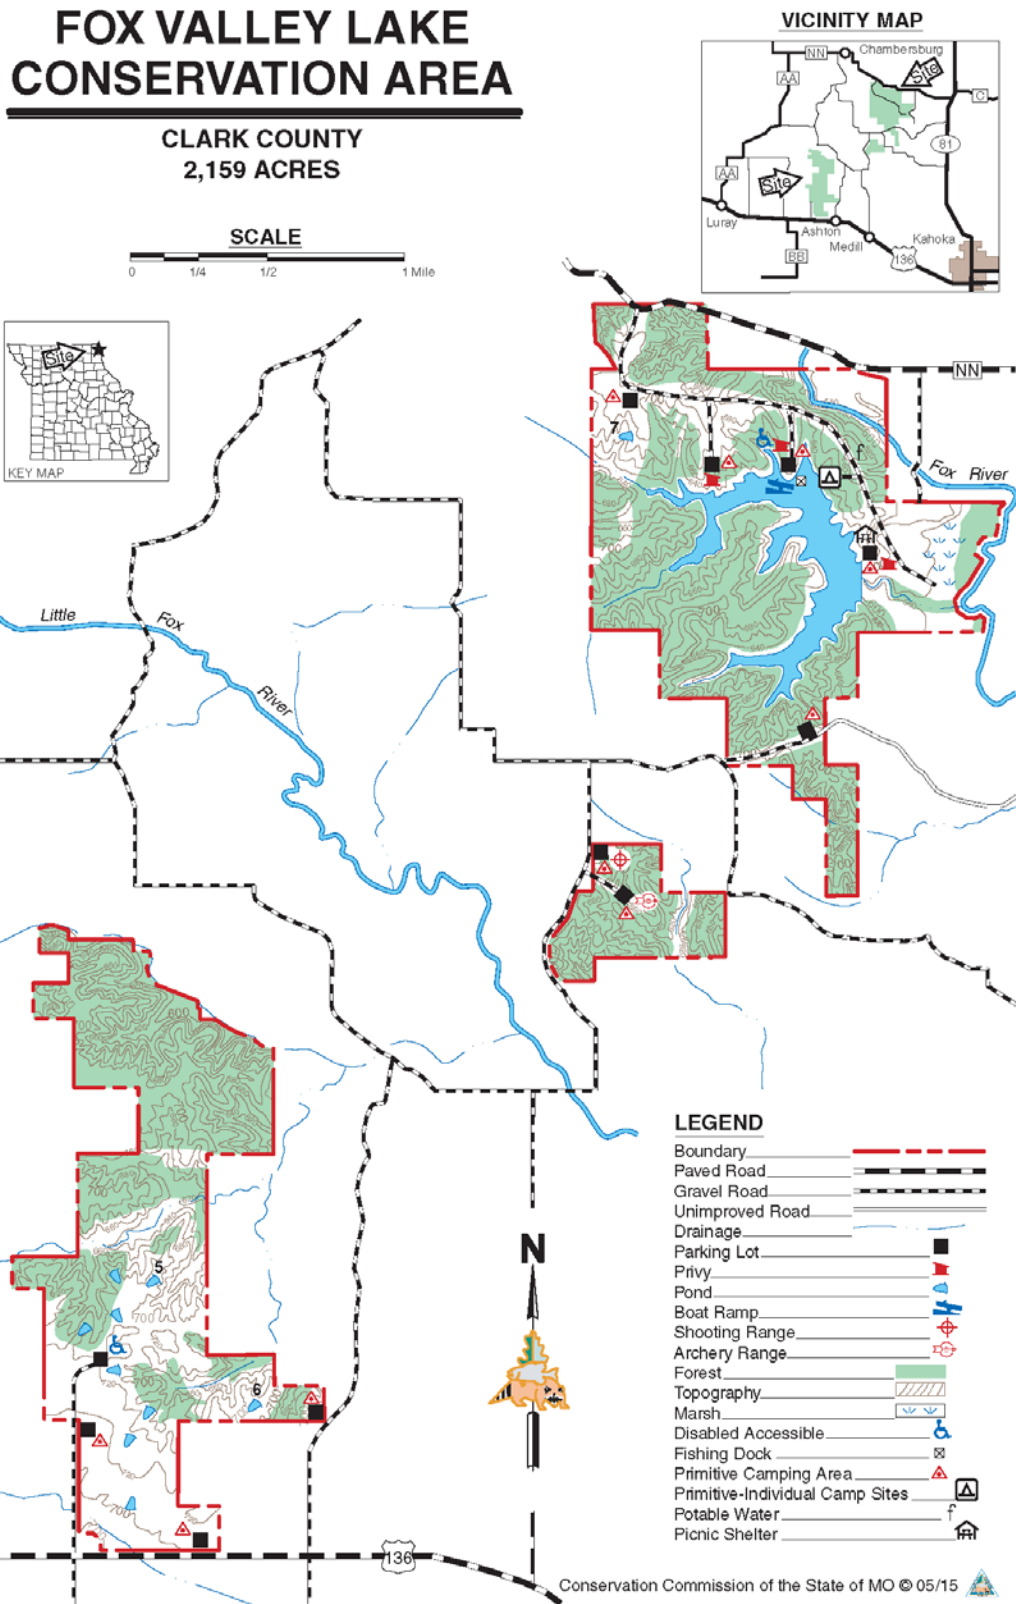 FOX VALLEY LAKE
CONSERVATION AREA
CLARK COUNTY
2,159 ACRES
SCALE
0 1/4 1/2 1 Mile
VICINITY MAP
NN
Chambersburg
Site
AA
C
81
AA
Site
Luray
Ashton
Medill
Kahoka
BB
136
Site
KEY MAP
NN
7
f
Fox River
700
700
Little
Fox
River
600
5
700
6
136
N
LEGEND
Boundary
Paved Road
Gravel Road
Unimproved Road
Drainage
Parking Lot
Privy
Pond
Boat Ramp
Shooting Range
Archery Range
Forest
Topography
Marsh
Disabled Accessible
Fishing Dock
Primitive Camping Area
Primitive-Individual Camp Sites
Potable Water f
Picnic Shelter
Conservation Commission of the State of MO © 05/15